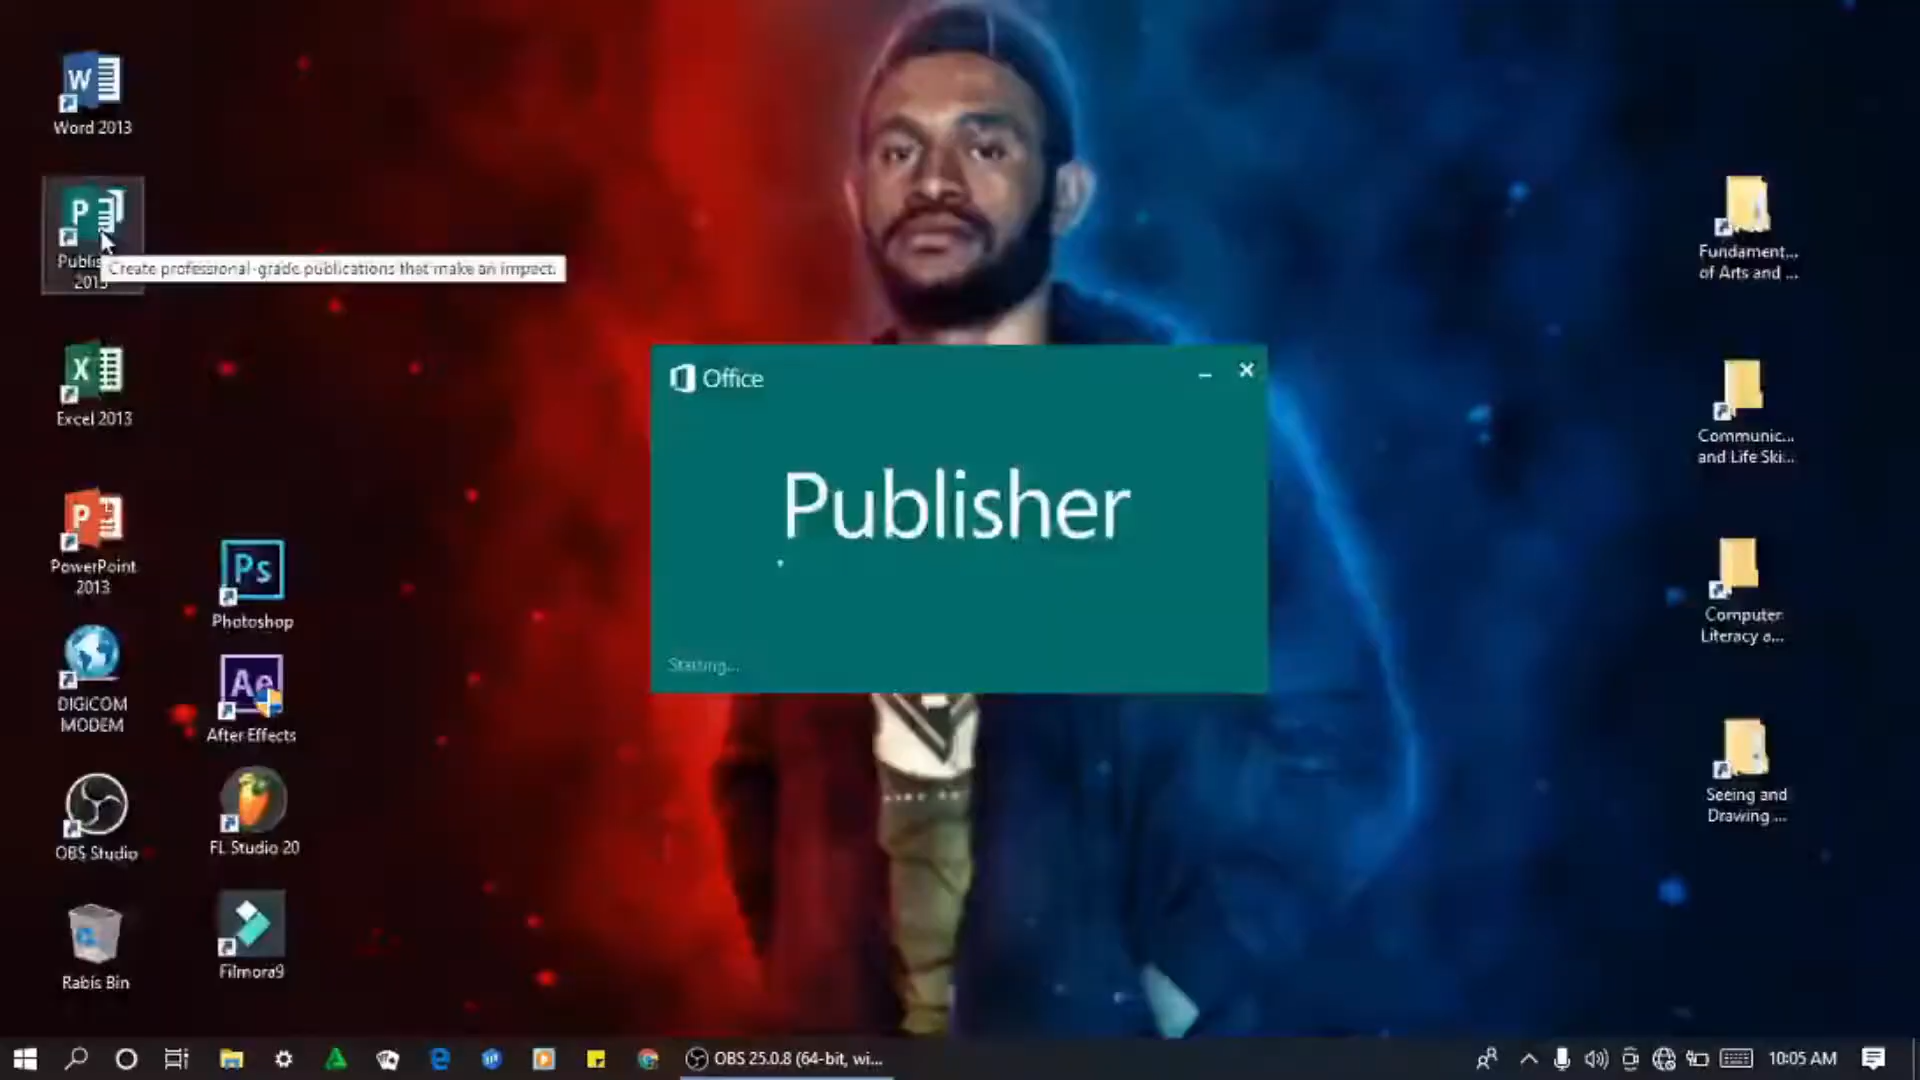 Word 2013
Create professional-grade publications that make an impact.
Excel 2013
PowerPoint
2013
DIGICOM
MODEM
OBS Studio
Rabis Bin
Ps
Photoshop
Ae
After Effects
FL Studio 20
Filmora9
Office
Publisher
Starting...
Fundament...
of Arts and ...
Communic...
and Life Ski...
Computer
Literacy a...
Seeing and
Drawing ...
OBS 25.0.8 (64-bit, wi...
10:05 AM